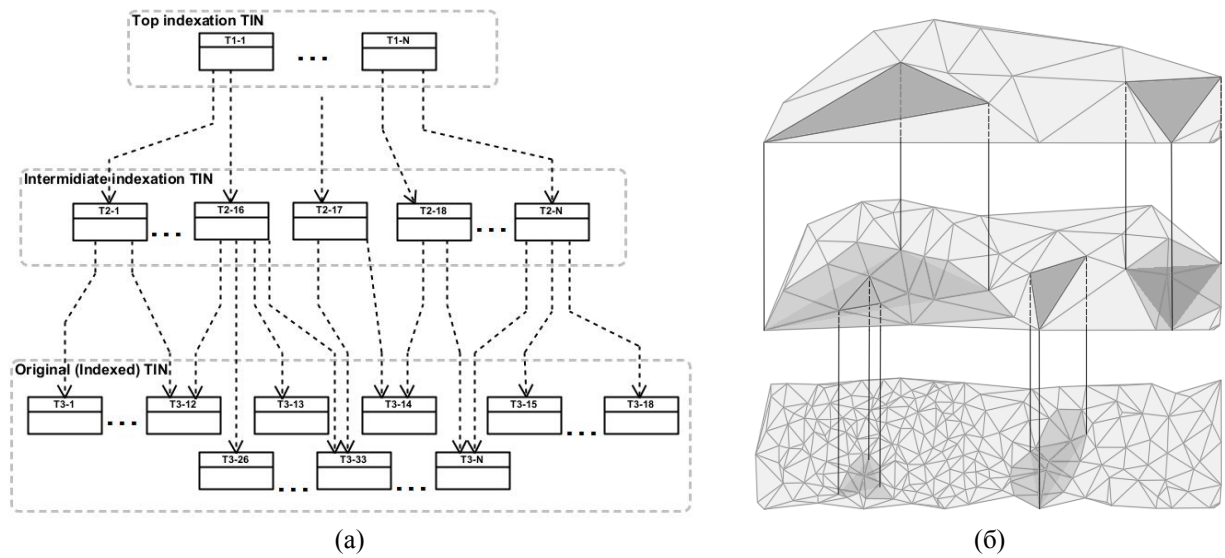 Top indexation TIN
T1-1
T1-N
Intermidiate indexation TIN
T2-1
T2-16
T2-17
T2-18
T2-N
Original (Indexed) TIN
T3-1
T3-12
T3-13
T3-14
T3-15
T3-18
T3-26
T3-33
T3-N
(а)
(б)